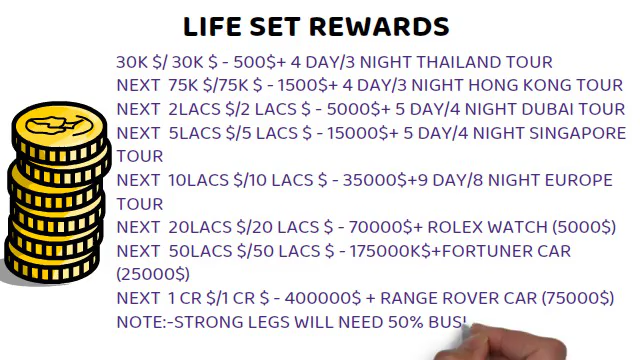 LIFE SET REWARDS
30K $/ 30K $ - 500$+ 4 DAY/3 NIGHT THAILAND TOUR
NEXT 75K $/75K $ - 1500$+ 4 DAY/3 NIGHT HONG KONG TOUR
NEXT 2LACS $/2 LACS $ - 5000$+ 5 DAY/4 NIGHT DUBAI TOUR
NEXT 5LACS $/5 LACS $ - 15000$+ 5 DAY/4 NIGHT SINGAPORE
TOUR
NEXT 10LACS $/10 LACS $ - 35000$+9 DAY/8 NIGHT EUROPE
TOUR
NEXT 20LACS $/20 LACS $ - 70000$+ ROLEX WATCH (5000$)
NEXT 50LACS $/50 LACS $ - 175000K$+FORTUNER CAR
(25000$)
NEXT 1 CR $/1 CR $ - 400000$ + RANGE ROVER CAR (75000$)
NOTE:-STRONG LEGS WILL NEED 50%